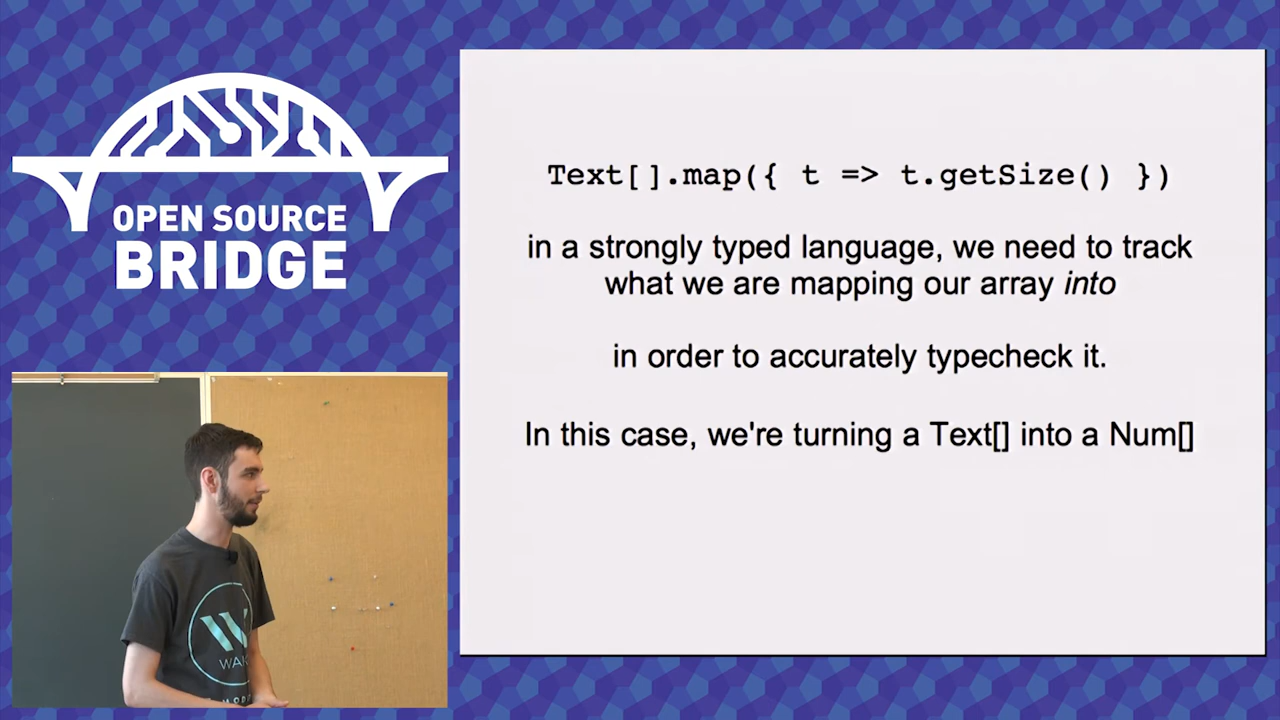 OPEN SOURCE
BRIDGE
Text[].map({ t => t.getSize() })
in a strongly typed language, we need to track
what we are mapping our array into
in order to accurately typecheck it.
In this case, we're turning a Text[] into a Num[]
W